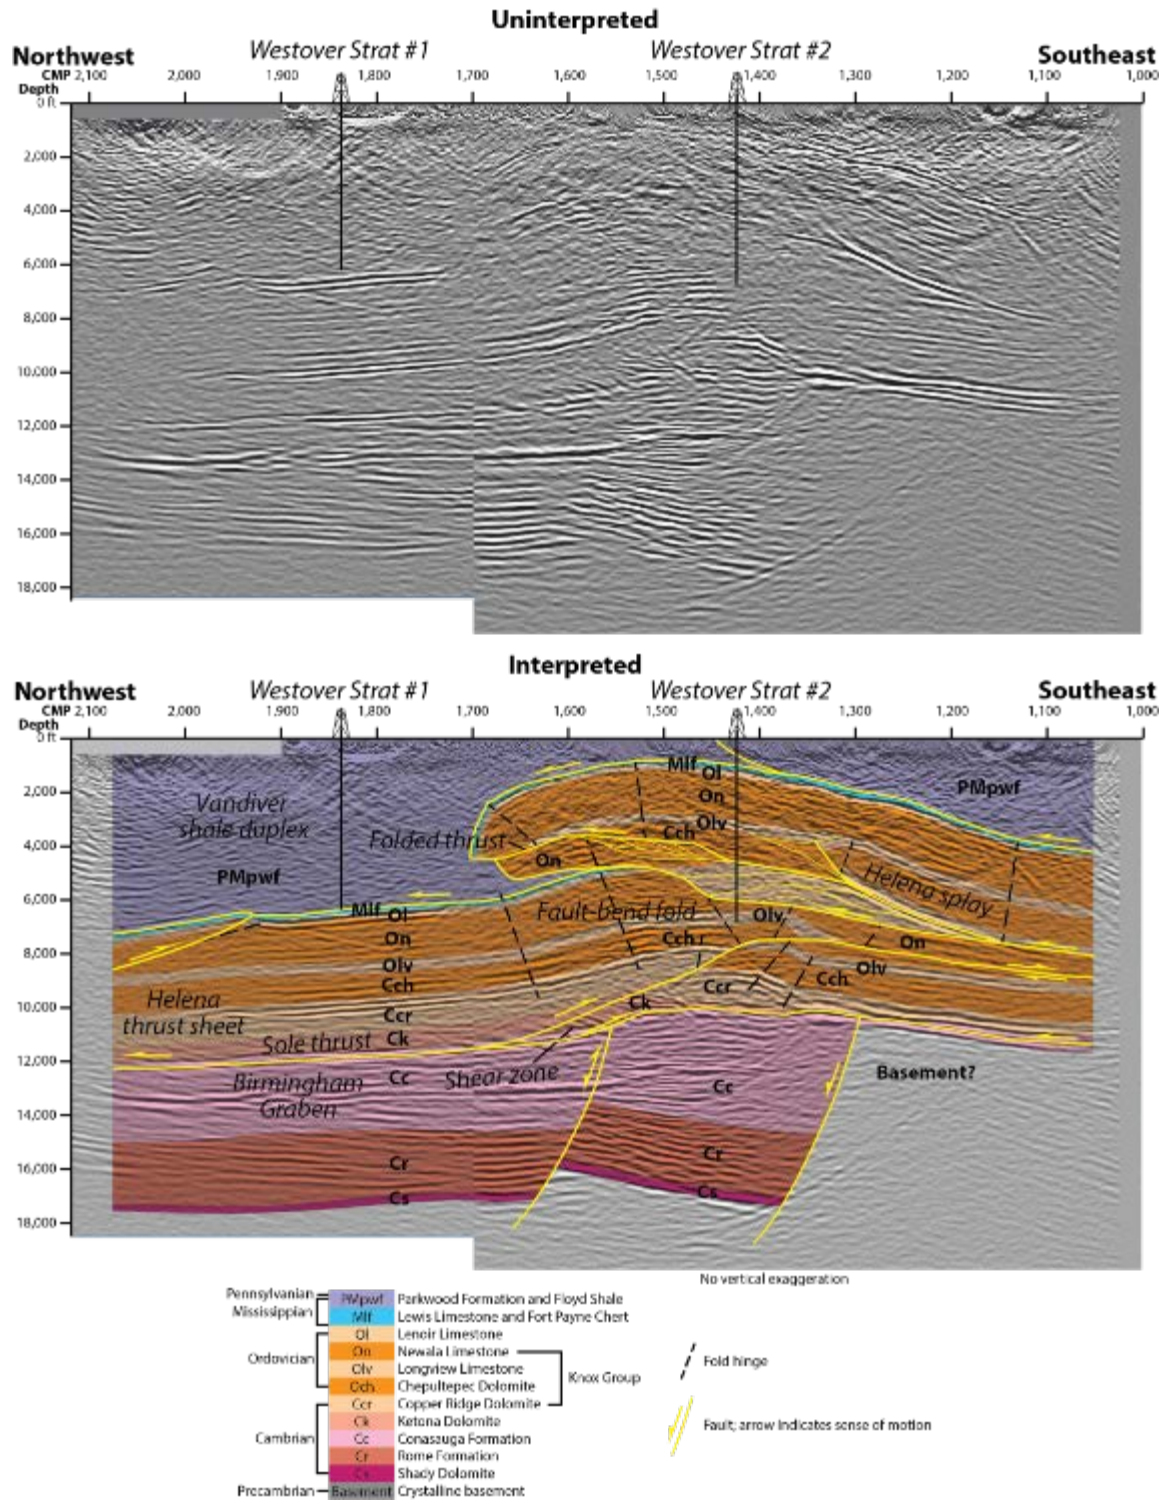 Uninterpreted
Northwest Westover Strat #1 Westover Strat #2 Southeast
CMP 2,100 2,000 1,900 1,800 1,700 1,600 1,500 1,400 1,300 1,200 1,100 1,000
Depth
0 ft
2,000
4,000
6,000
8,000
10,000
12,000
14,000
16,000
18,000
Interpreted
Northwest Westover Strat #1 Westover Strat #2 Southeast
CMP 2,100 2,000 1,900 1,800 1,700 1,600 1,500 1,400 1,300 1,200 1,100 1,000
Depth
0 ft
2,000
4,000
6,000
8,000
10,000
12,000
14,000
16,000
18,000
Vandiver
shale duplex
PMpwf
Folded thrust
Mlf
Ol
On
Olv
Cch
On
PMpwf
Helena splay
Mlf Ol
On
Olv
Cch
Ccr
Ck
Fault-bend fold
Cch
Olv
Ccr
Ck
On
Olv
Cch
Helena
thrust sheet
Sole thrust
Birmingham
Graben
Shear zone
Cc
Cr
Cs
Cc
Cr
Cs
Basement?
No vertical exaggeration
Pennsylvanian PMpwf Parkwood Formation and Floyd Shale
Mississippian Mlf Lewis Limestone and Fort Payne Chert
Ol Lenoir Limestone
Ordovician On Newala Limestone
Olv Longview Limestone
Och Chepultepec Dolomite
Knox Group
Ccr Copper Ridge Dolomite
Ck Ketona Dolomite
Cambrian Cc Conasauga Formation
Cr Rome Formation
Cs Shady Dolomite
Precambrian Basement Crystalline basement
Fold hinge
Fault; arrow indicates sense of motion